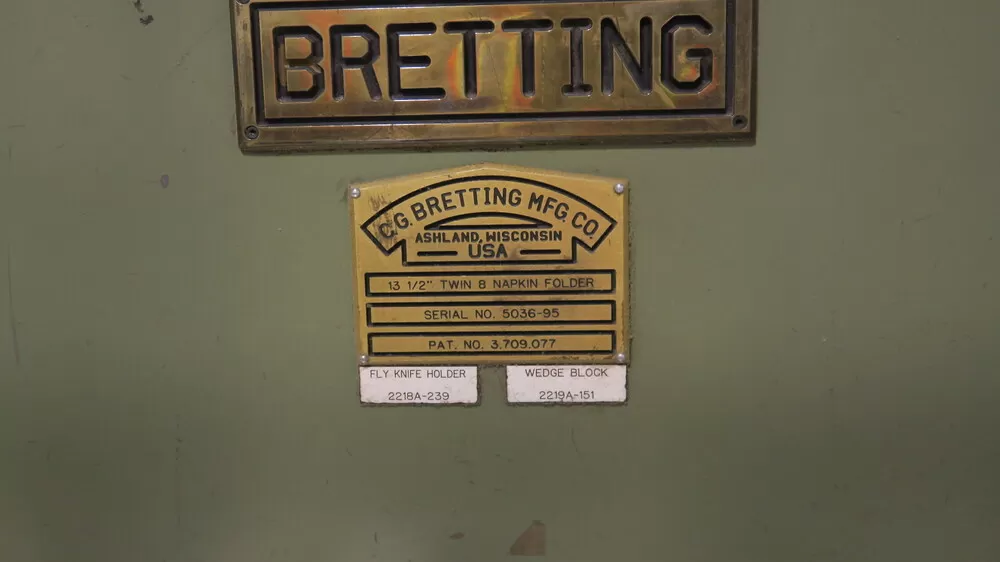 BRETTING
C.G. BRETTING MFG. CO.
ASHLAND, WISCONSIN
USA
13 1/2" TWIN 8 NAPKIN FOLDER
SERIAL NO. 5036-95
PAT. NO. 3,709,077
FLY KNIFE HOLDER
2218A-239
WEDGE BLOCK
2219A-151